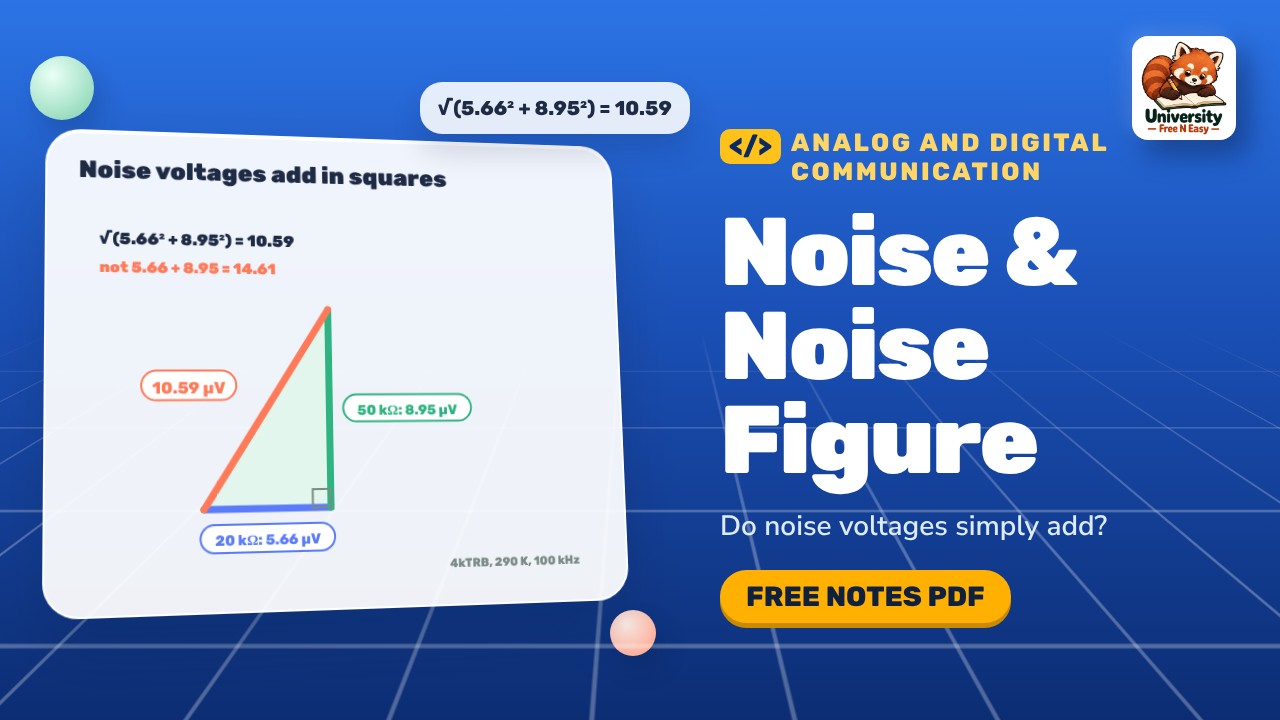 √(5.66² + 8.95²) = 10.59
Noise voltages add in squares
√(5.66² + 8.95²) = 10.59
not 5.66 + 8.95 = 14.61
10.59 µV
50 kΩ: 8.95 µV
20 kΩ: 5.66 µV
4kTRB, 290 K, 100 kHz
University
Free N Easy
</> ANALOG AND DIGITAL
COMMUNICATION
Noise &
Noise
Figure
Do noise voltages simply add?
FREE NOTES PDF